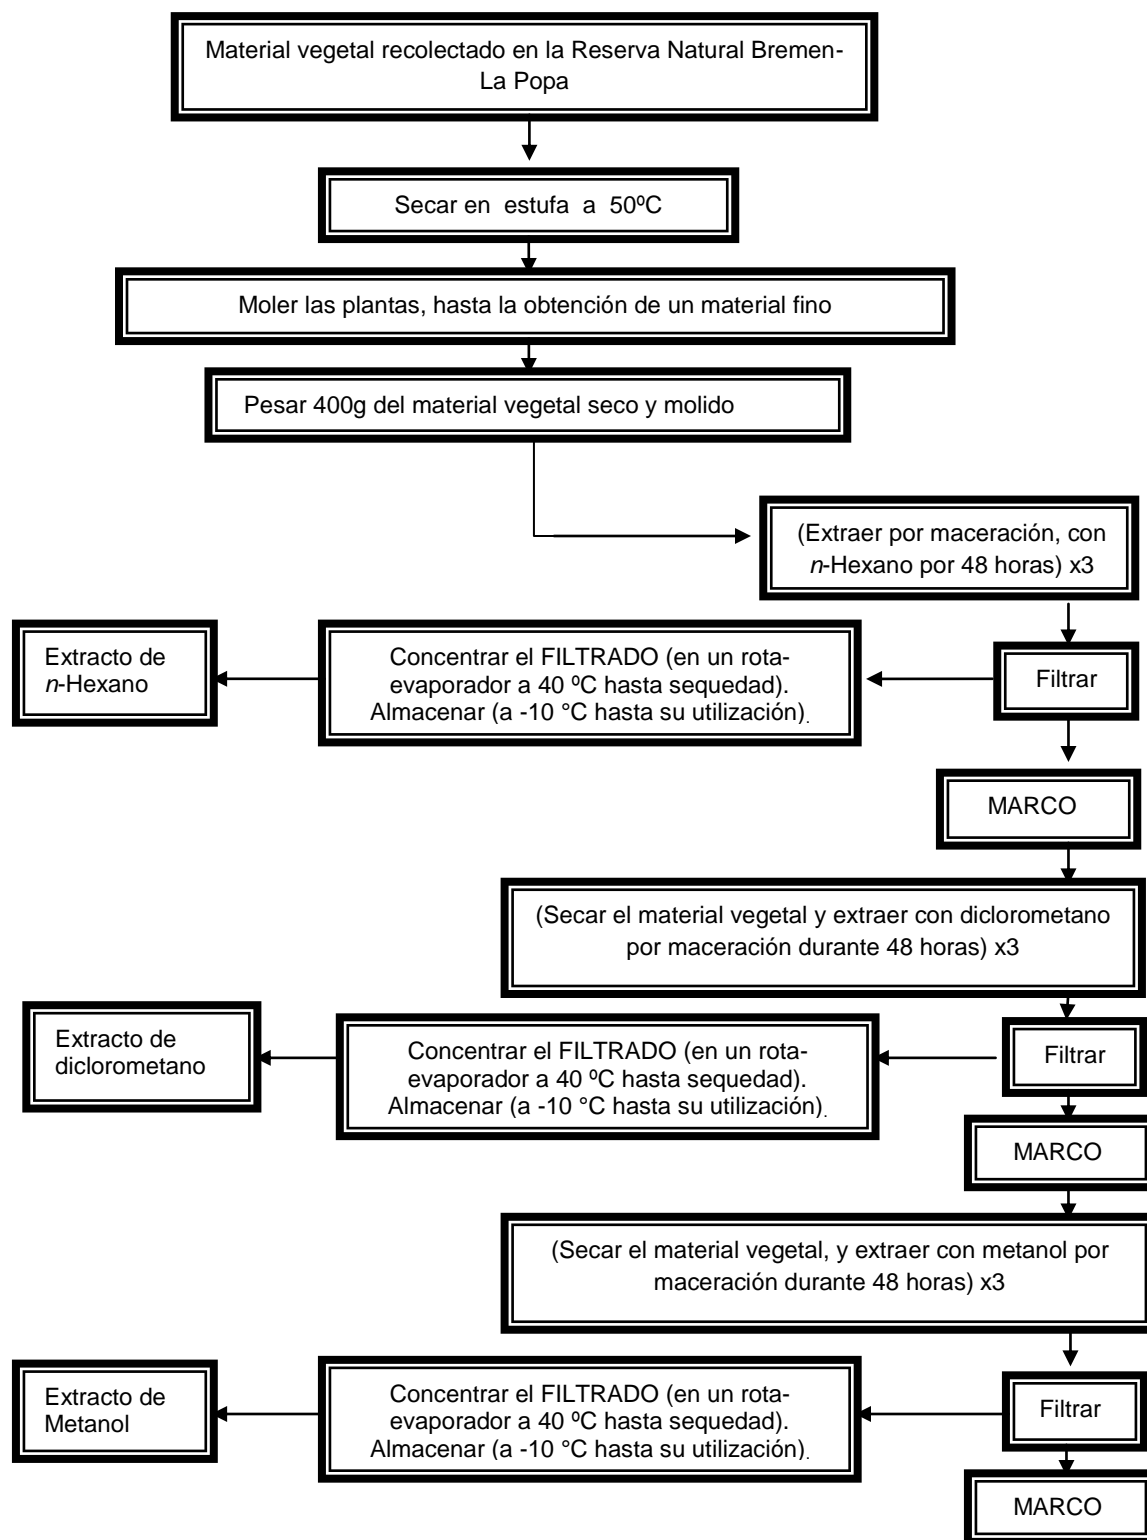 Material vegetal recolectado en la Reserva Natural Bremen-
La Popa
Secar en estufa a 50ºC
Moler las plantas, hasta la obtención de un material fino
Pesar 400g del material vegetal seco y molido
(Extraer por maceración, con
n-Hexano por 48 horas) x3
Extracto de
n-Hexano
Concentrar el FILTRADO (en un rota-
evaporador a 40 ºC hasta sequedad).
Almacenar (a -10 °C hasta su utilización).
Filtrar
MARCO
(Secar el material vegetal y extraer con diclorometano
por maceración durante 48 horas) x3
Extracto de
diclorometano
Concentrar el FILTRADO (en un rota-
evaporador a 40 ºC hasta sequedad).
Almacenar (a -10 °C hasta su utilización).
Filtrar
MARCO
(Secar el material vegetal, y extraer con metanol por
maceración durante 48 horas) x3
Extracto de
Metanol
Concentrar el FILTRADO (en un rota-
evaporador a 40 ºC hasta sequedad).
Almacenar (a -10 °C hasta su utilización).
Filtrar
MARCO